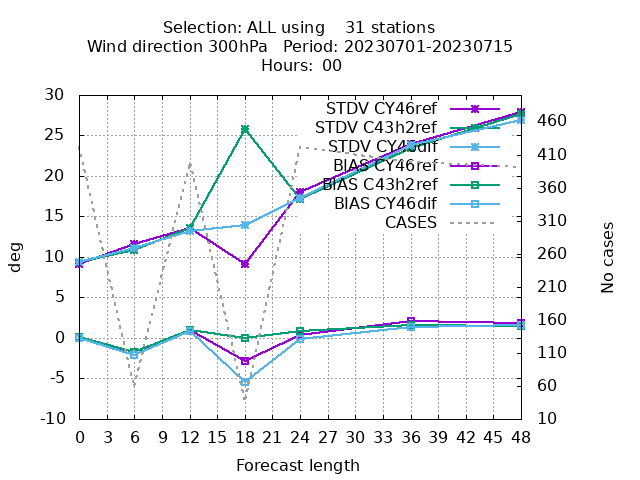 Selection: ALL using    31 stations
Wind direction 300hPa   Period: 20230701-20230715
Hours: 00
30
25
20
15
10
5
0
-5
-10
deg
STDV CY46ref
STDV C43h2ref
STDV CY46dif
BIAS CY46ref
BIAS C43h2ref
BIAS CY46dif
CASES
460
410
360
310
260
210
160
110
60
10
No cases
0 3 6 9 12 15 18 21 24 27 30 33 36 39 42 45 48
Forecast length